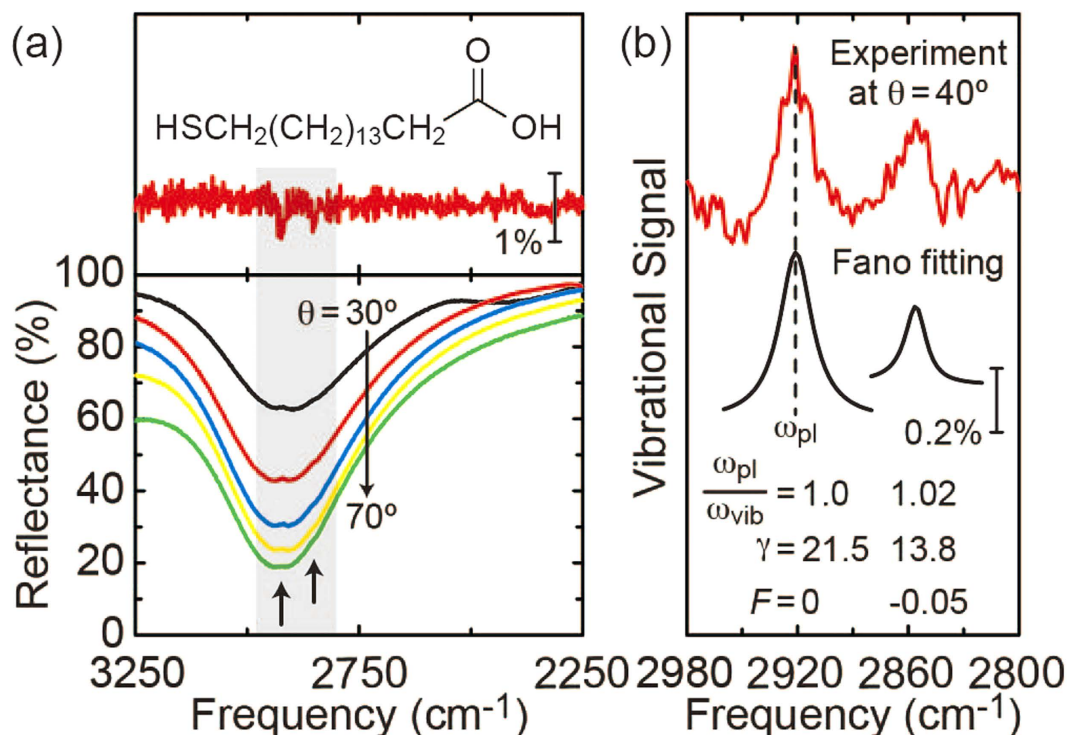 (a)
O
HSCH2(CH2)13CH2
OH
1%
100
80
60
40
20
0
Reflectance (%)
θ = 30º
70º
3250
2750
2250
Frequency (cm-1)
(b)
Experiment
at θ = 40º
Vibrational Signal
Fano fitting
ωpl
0.2%
ωpl
ωvib
= 1.0
1.02
γ = 21.5
13.8
F = 0
-0.05
2980
2920
2860
2800
Frequency (cm-1)